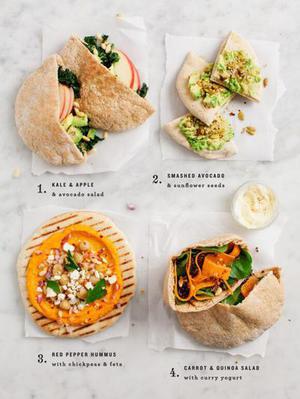 1. KALE & APPLE
& avocado salad
2. SMASHED AVOCADO
& sunflower seeds
3. RED PEPPER HUMMUS
with chickpeas & feta
4. CARROT & QUINOA SALAD
with curry yogurt